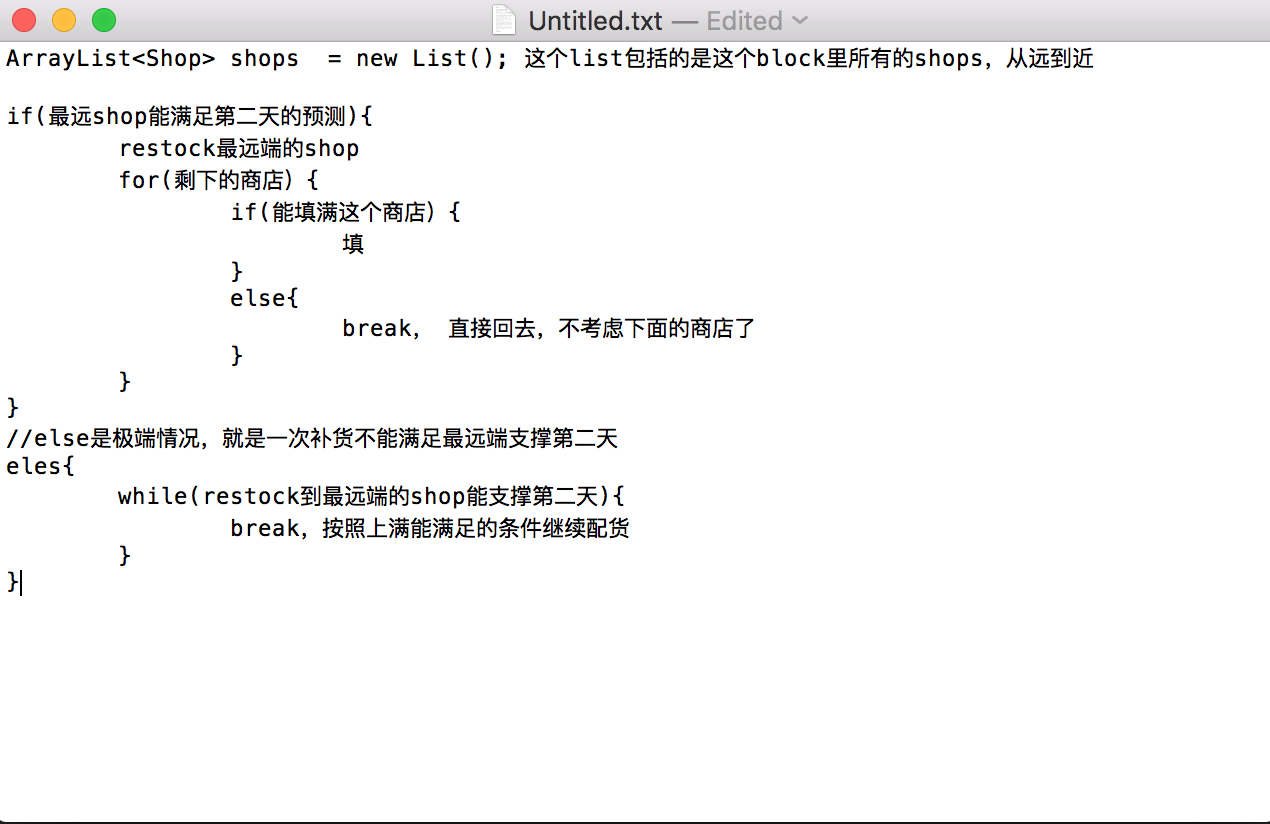 Untitled.txt — Edited
ArrayList<Shop> shops  = new List(); 这个list包括的是这个block里所有的shops，从远到近
if(最远shop能满足第二天的预测){
restock最远端的shop
for(剩下的商店）{
if(能填满这个商店）{
填
}
else{
break， 直接回去，不考虑下面的商店了
}
}
}
//else是极端情况，就是一次补货不能满足最远端支撑第二天
eles{
while(restock到最远端的shop能支撑第二天){
break，按照上满能满足的条件继续配货
}
}